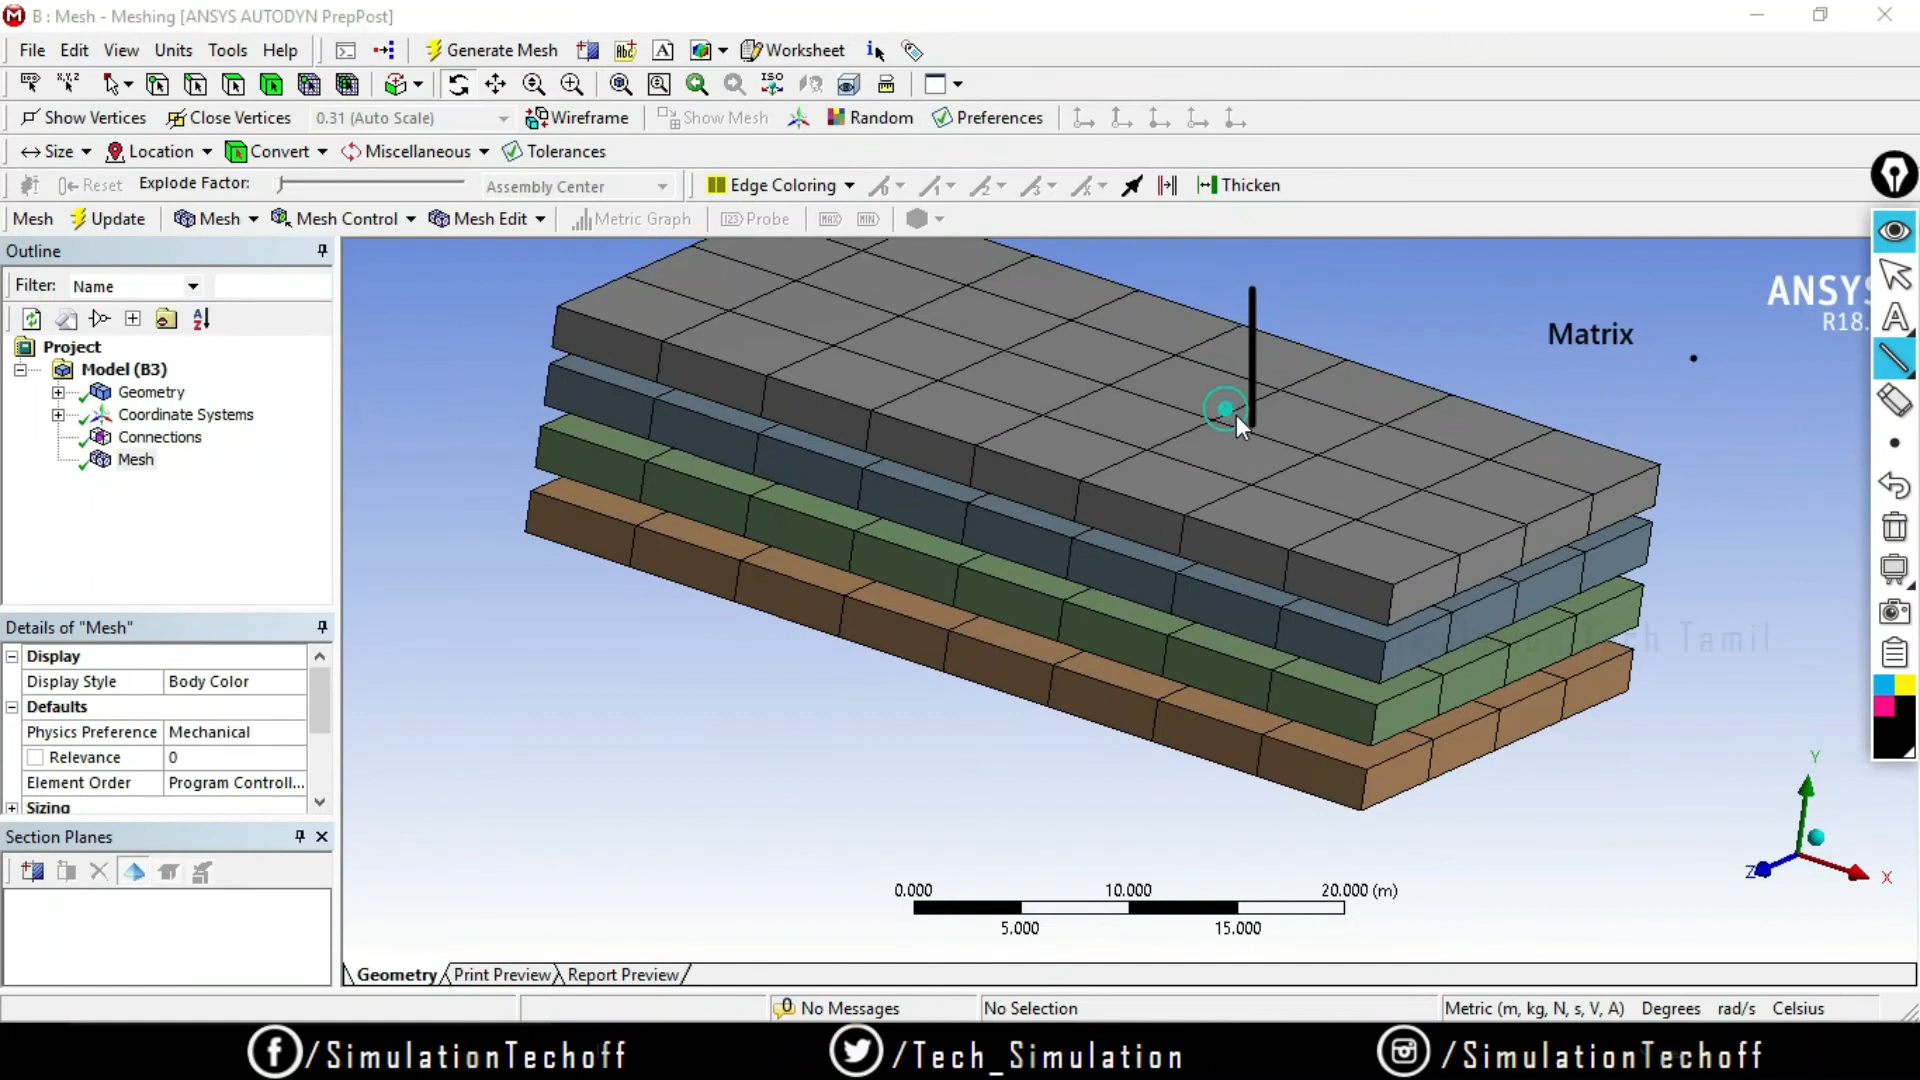 B : Mesh - Meshing [ANSYS AUTODYN PrepPost]
File Edit View Units Tools Help Generate Mesh Worksheet
Show Vertices Close Vertices 0.31 (Auto Scale) Wireframe Show Mesh Random Preferences
Size Location Convert Miscellaneous Tolerances
Reset Explode Factor: Assembly Center Edge Coloring Thicken
Mesh Update Mesh Mesh Control Mesh Edit Metric Graph Probe MAX MIN
Outline
Filter: Name
Project
Model (B3)
Geometry
Coordinate Systems
Connections
Mesh
Details of "Mesh"
Display
Display Style Body Color
Defaults
Physics Preference Mechanical
Relevance 0
Element Order Program Controll...
Sizing
Section Planes
ANSYS
R18.
Matrix
Tech Tamil
Y
Z
X
0.000 10.000 20.000 (m)
5.000 15.000
Geometry Print Preview Report Preview
No Messages No Selection Metric (m, kg, N, s, V, A) Degrees rad/s Celsius
/SimulationTechoff /Tech_Simulation /SimulationTechoff